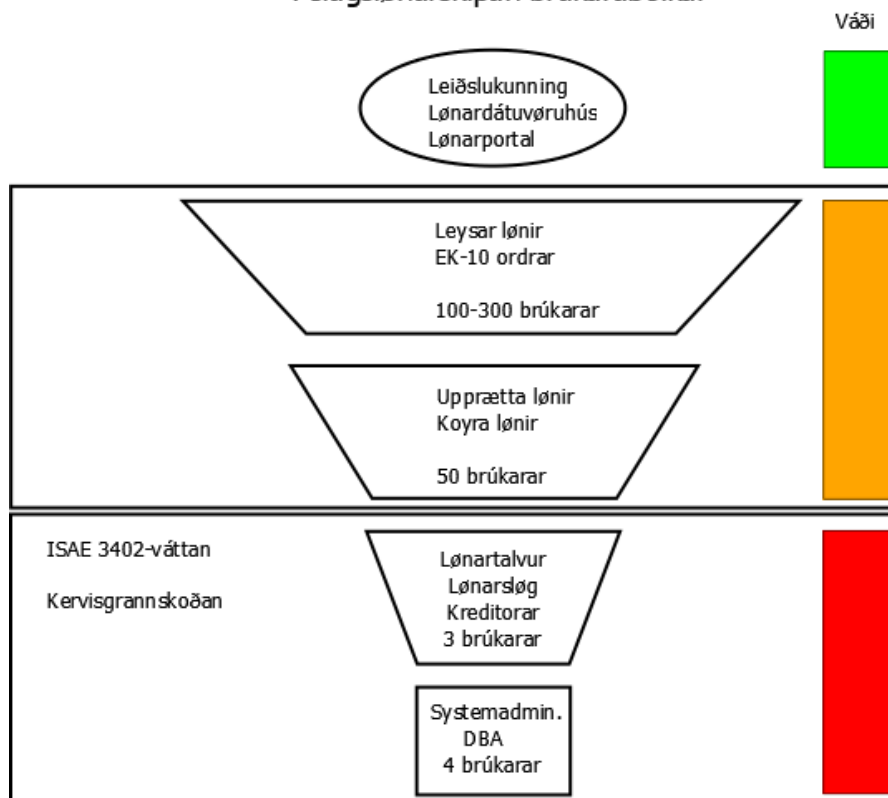 Váði
Leiðslukunning
Lønardátuvøruhús
Lønarportal
Leysar lønir
EK-10 ordrar
100-300 brúkarar
Upprætta lønir
Koyra lønir
50 brúkarar
ISAE 3402-váttan
Kervisgrannskoðan
Lønartalvur
Lønarsløg
Kreditorar
3 brúkarar
Systemadmin.
DBA
4 brúkarar